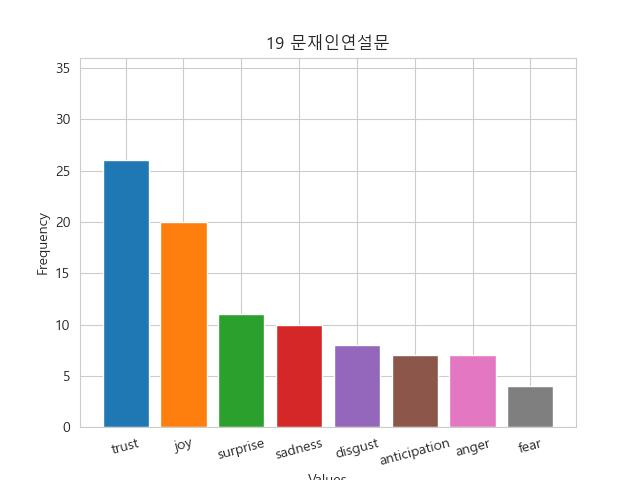 19 문재인연설문
Frequency
35
30
25
20
15
10
5
0
trust
joy
surprise
sadness
disgust
anticipation
anger
fear
Values